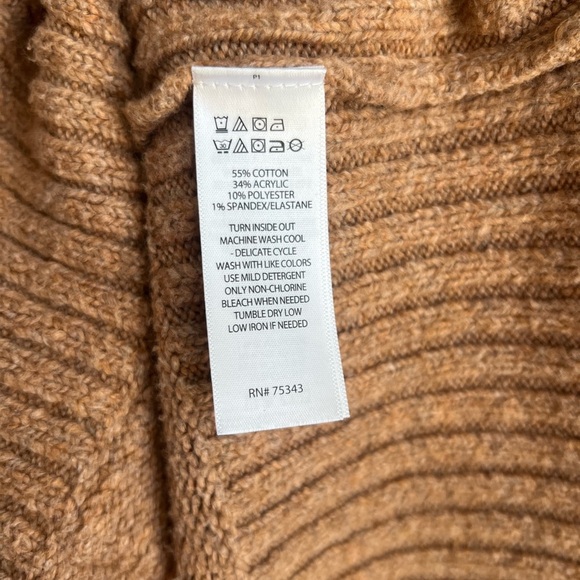 P1
30
55% COTTON
34% ACRYLIC
10% POLYESTER
1% SPANDEX/ELASTANE
TURN INSIDE OUT
MACHINE WASH COOL
- DELICATE CYCLE
WASH WITH LIKE COLORS
USE MILD DETERGENT
ONLY NON-CHLORINE
BLEACH WHEN NEEDED
TUMBLE DRY LOW
LOW IRON IF NEEDED
RN# 75343